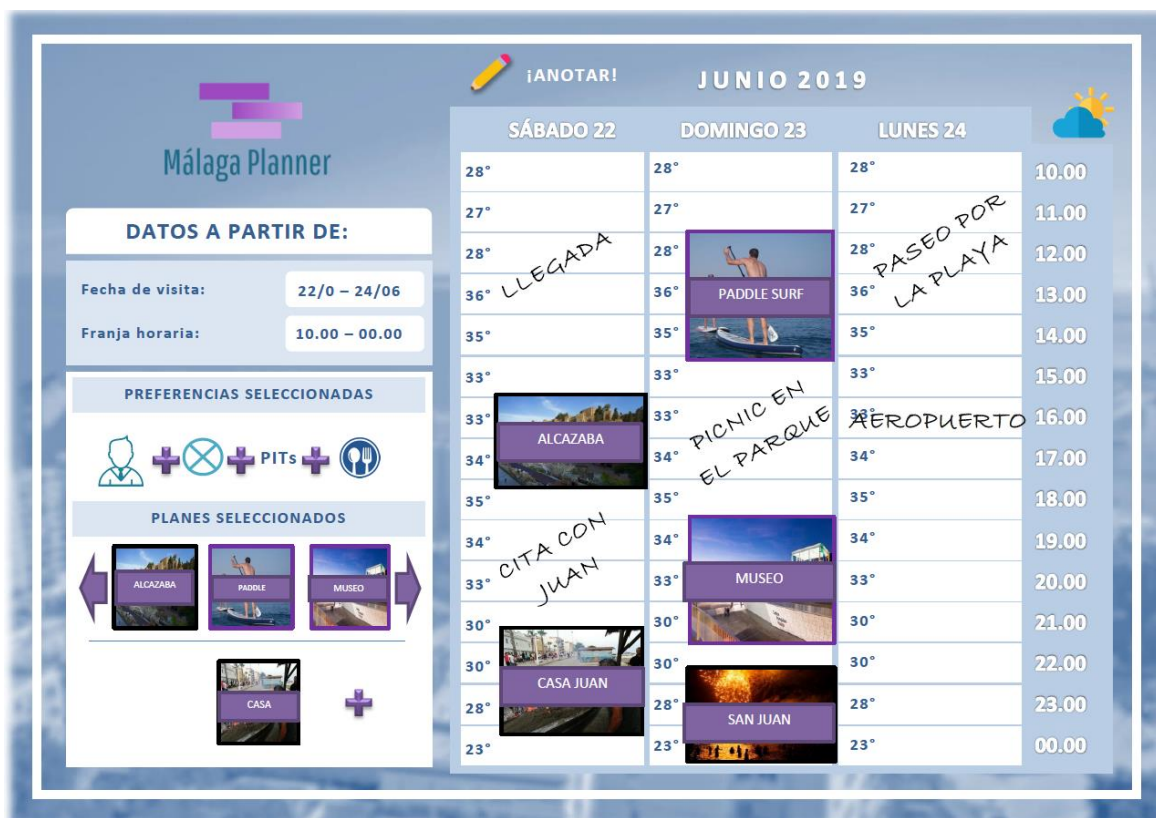 ¡ANOTAR!
JUNIO 2019
Málaga Planner
SÁBADO 22
DOMINGO 23
LUNES 24
DATOS A PARTIR DE:
Fecha de visita:
22/0 – 24/06
Franja horaria:
10.00 – 00.00
PREFERENCIAS SELECCIONADAS
PITs
PLANES SELECCIONADOS
ALCAZABA
PADDLE
MUSEO
CASA
28° 28° 28° 10.00
27° 27° 27° 11.00
28° 28° 28° 12.00
36° 36° 36° 13.00
35° 35° 35° 14.00
33° 33° 33° 15.00
33° 33° 33° 16.00
34° 34° 34° 17.00
35° 35° 35° 18.00
34° 34° 34° 19.00
33° 33° 33° 20.00
30° 30° 30° 21.00
30° 30° 30° 22.00
28° 28° 28° 23.00
23° 23° 23° 00.00
LLEGADA
ALCAZABA
CITA CON
JUAN
CASA JUAN
PADDLE SURF
PICNIC EN
EL PARQUE
MUSEO
SAN JUAN
PASEO POR
LA PLAYA
AEROPUERTO